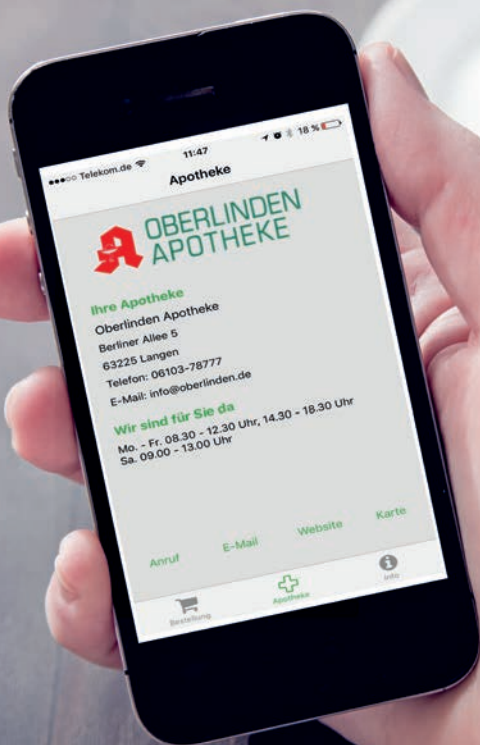 ●●●○○ Telekom.de 11:47 18 %
Apotheke
OBERLINDEN
APOTHEKE
Ihre Apotheke
Oberlinden Apotheke
Berliner Allee 5
63225 Langen
Telefon: 06103-78777
E-Mail: info@oberlinden.de
Wir sind für Sie da
Mo. - Fr. 08.30 - 12.30 Uhr, 14.30 - 18.30 Uhr
Sa. 09.00 - 13.00 Uhr
Anruf E-Mail Website Karte
Bestellung Apotheke Info